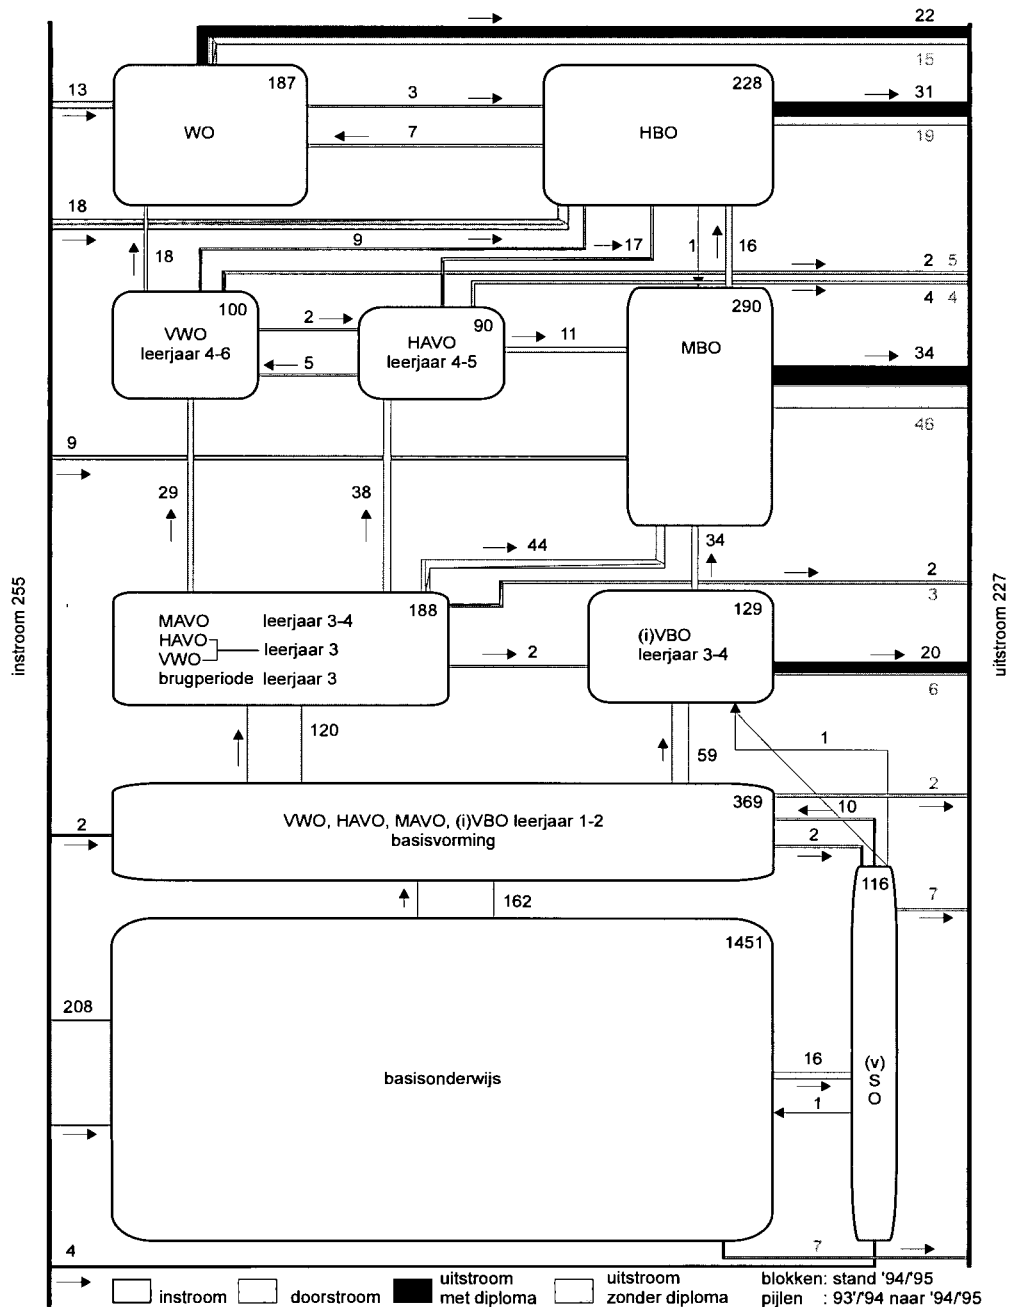 22
15
13
187
3
228
31
WO
7
HBO
19
18
9
17
1
16
18
2 5
100
2
90
4 4
VWO
leerjaar 4-6
HAVO
leerjaar 4-5
11
290
MBO
5
34
46
9
29
38
44
34
2
3
instroom 255
uitstroom 227
188
129
MAVO leerjaar 3-4
HAVO
VWO
leerjaar 3
brugperiode leerjaar 3
2
(i)VBO
leerjaar 3-4
20
6
120
59
1
2
369
10
VWO, HAVO, MAVO, (i)VBO leerjaar 1-2
basisvorming
2
2
162
116
7
1451
208
basisonderwijs
16
1
(v)
S
O
7
4
instroom
doorstroom
uitstroom
met diploma
uitstroom
zonder diploma
blokken: stand '94/'95
pijlen : 93'/'94 naar '94/'95